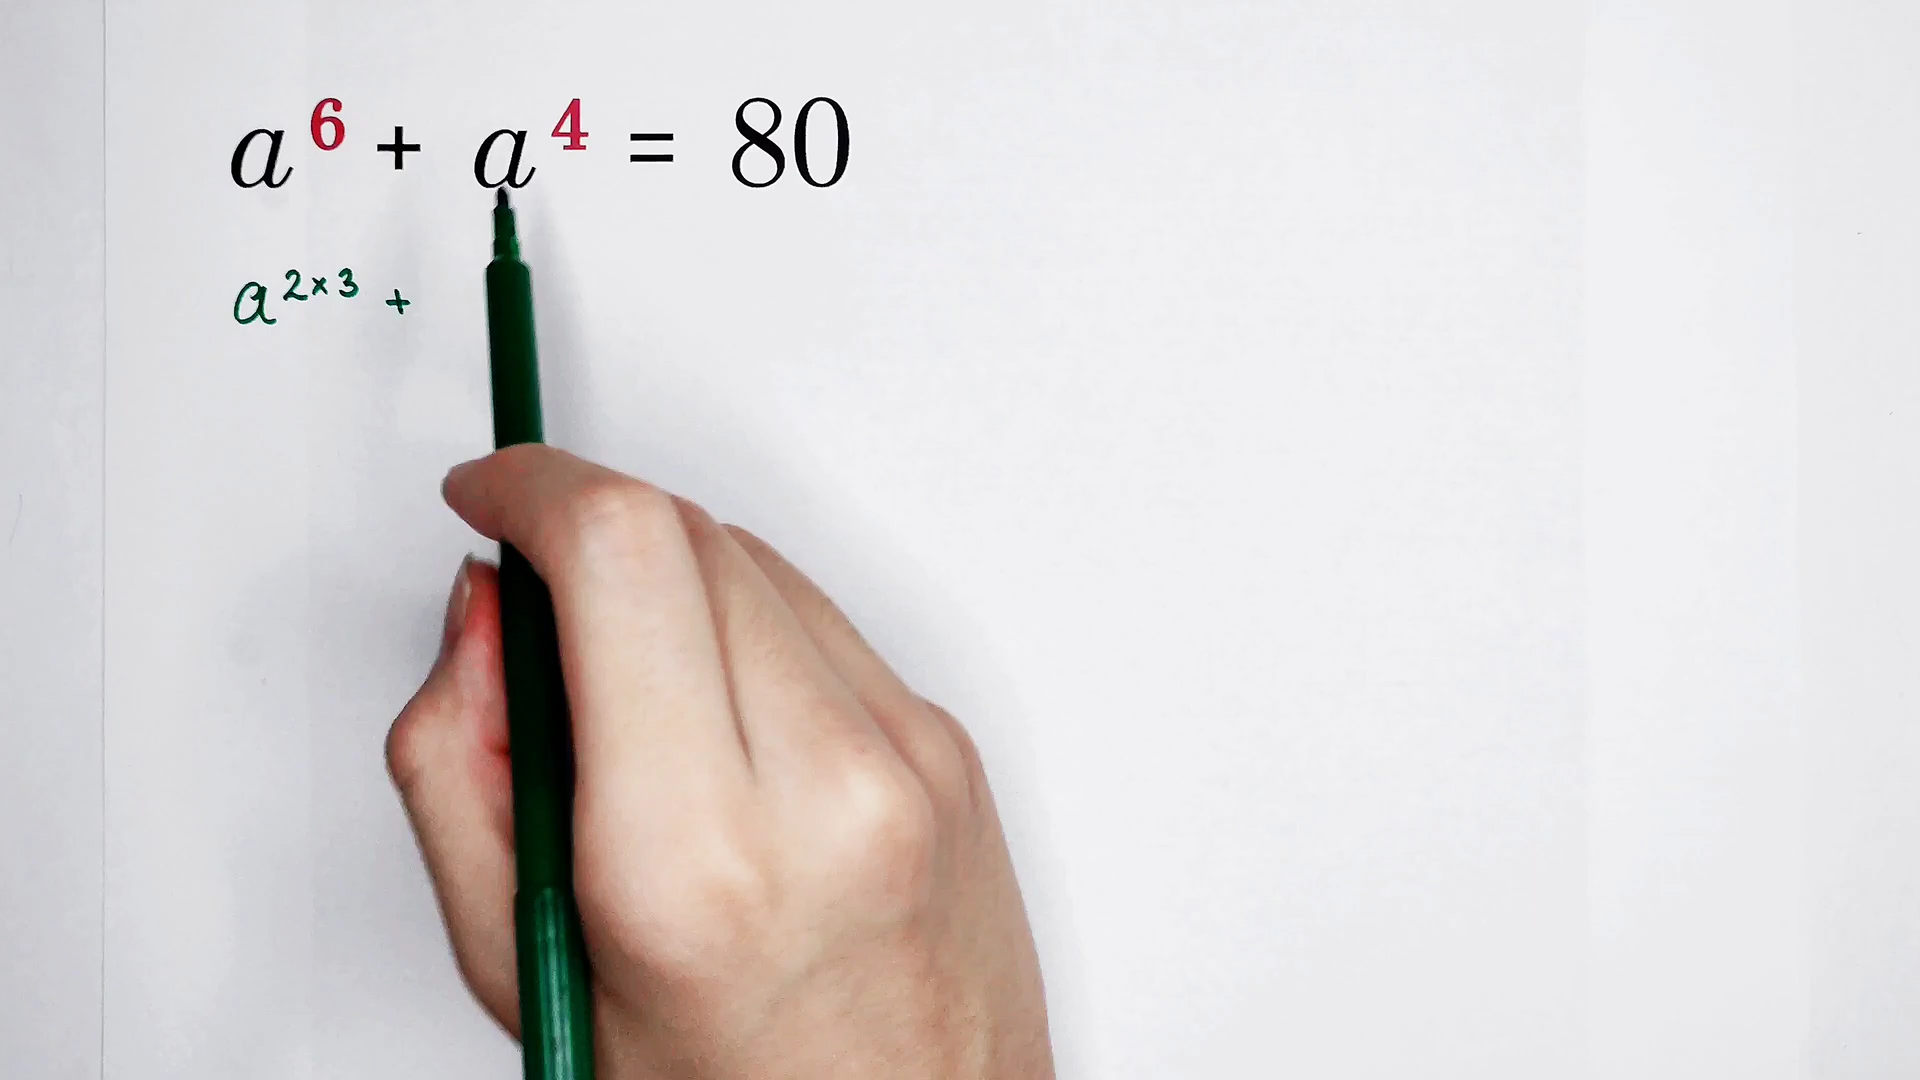 a⁶ + a⁴ = 80
a²ˣ³ +